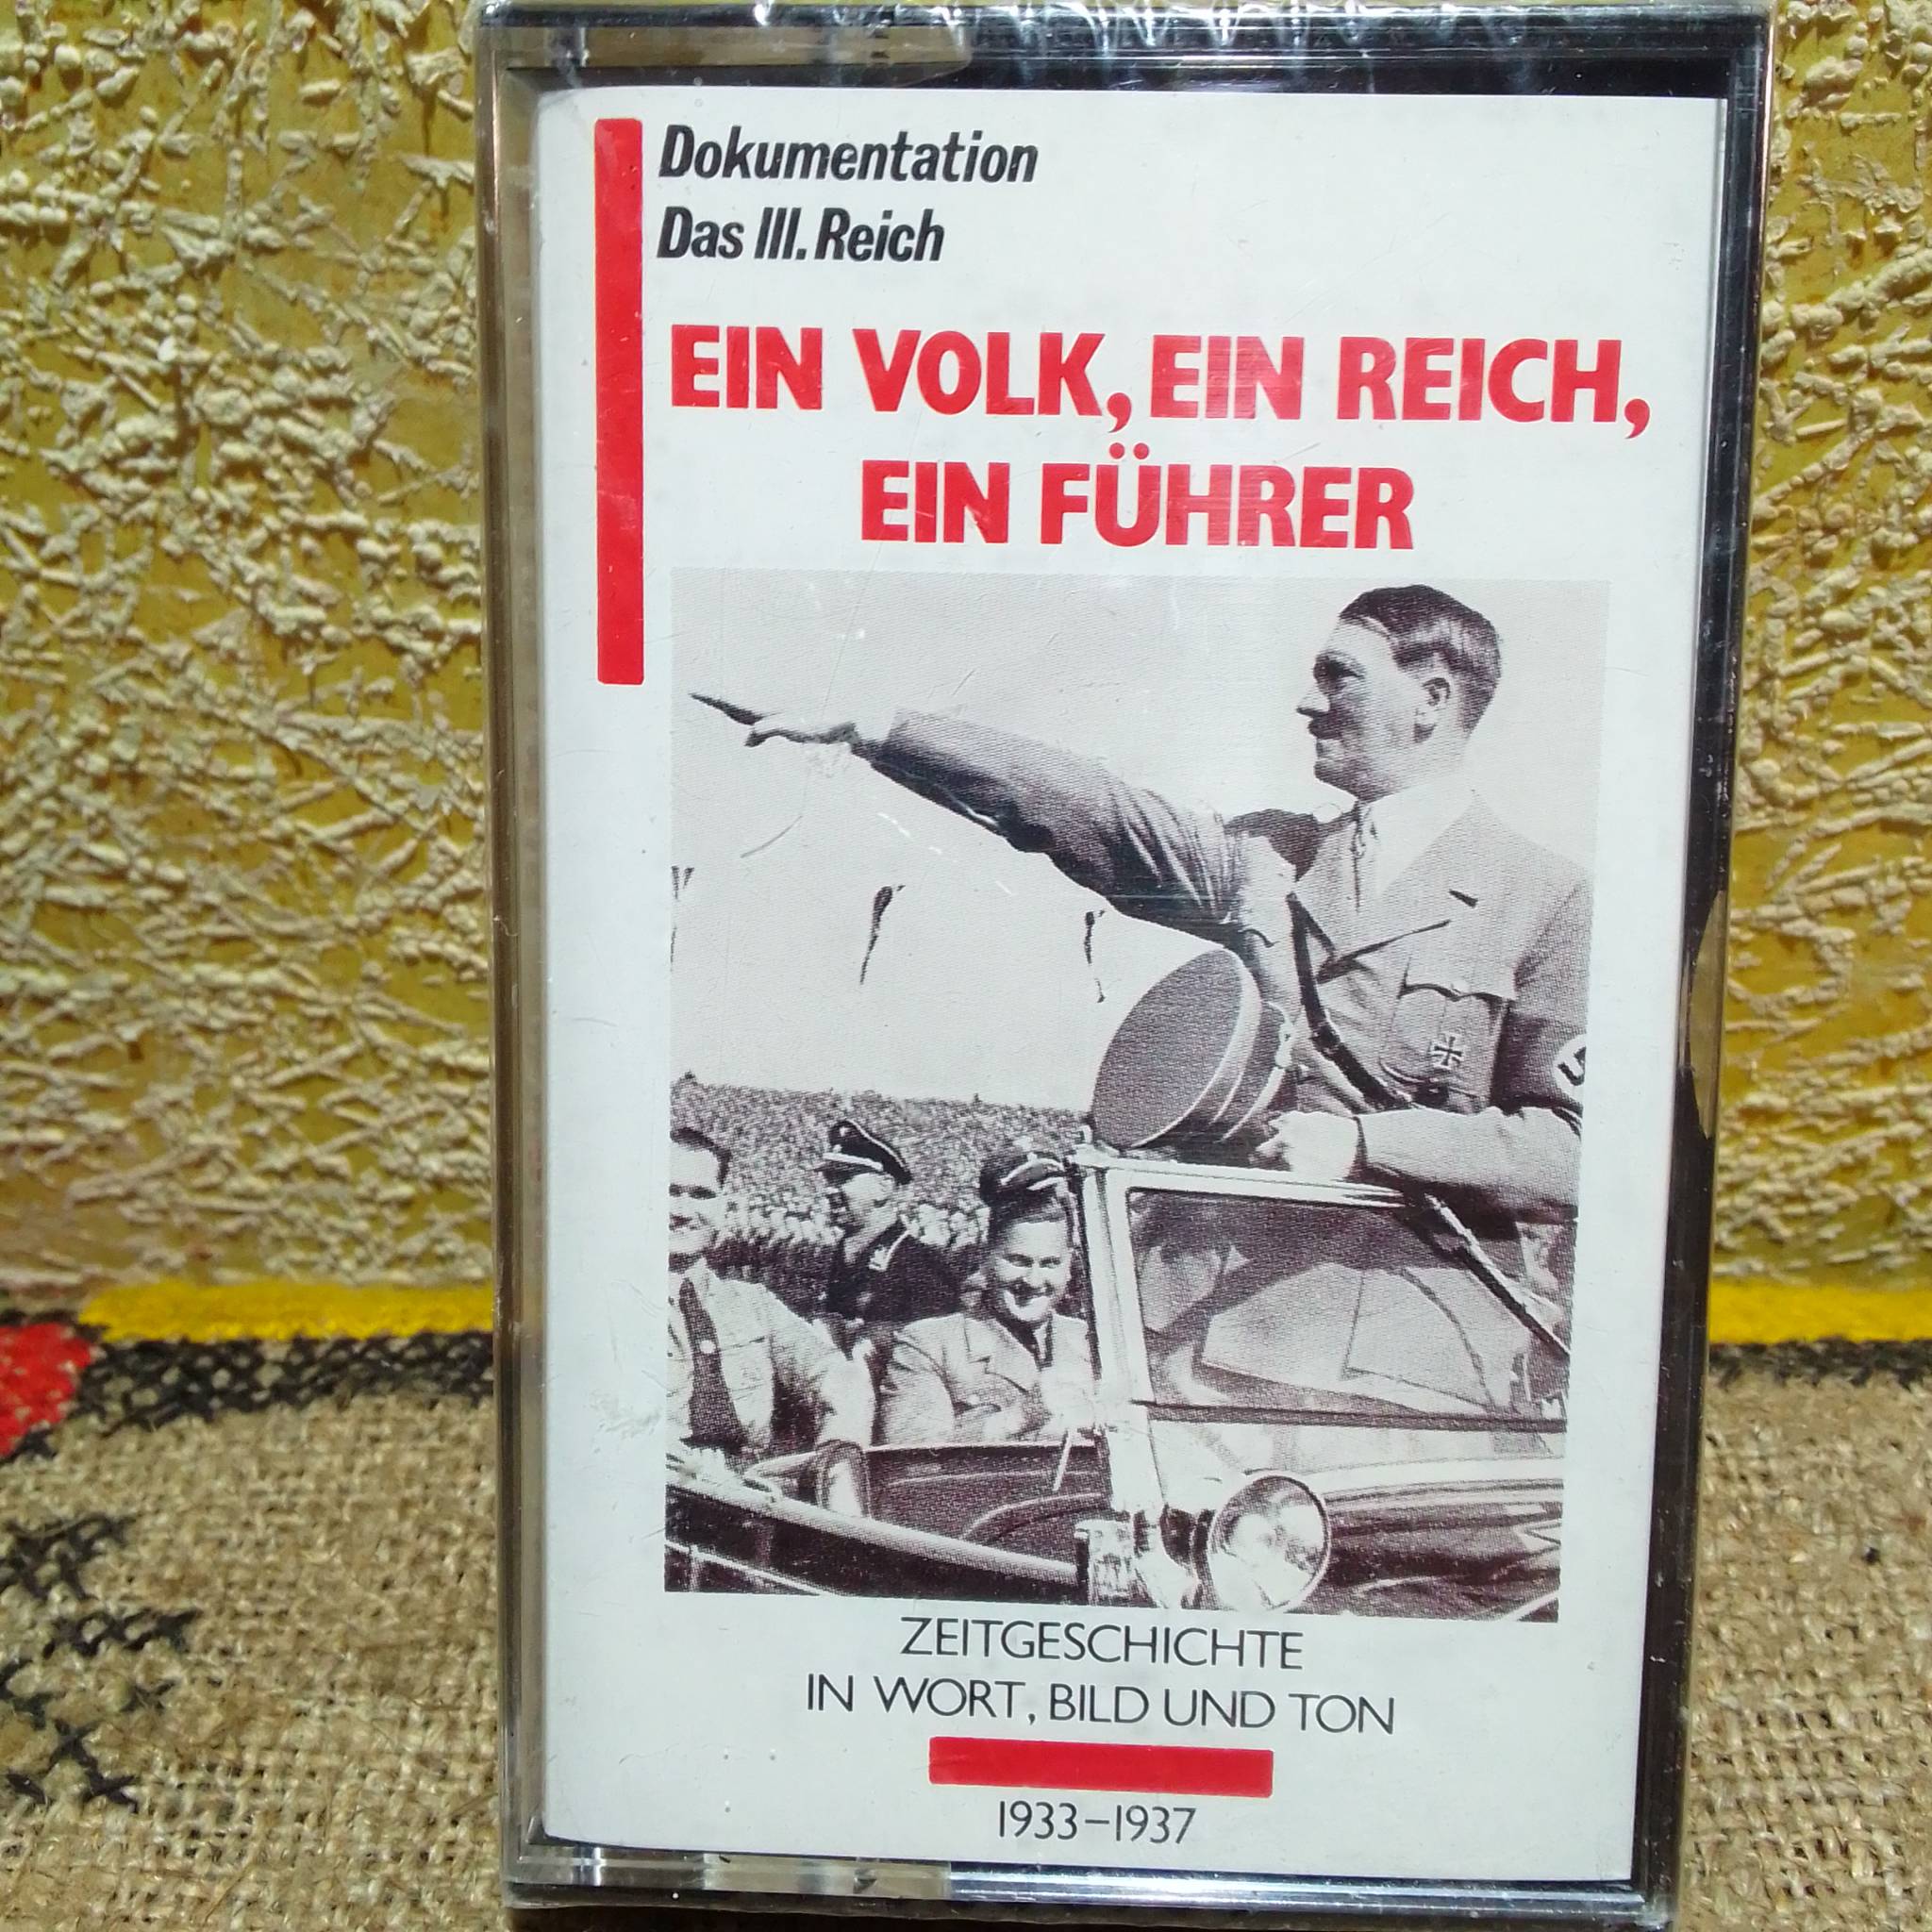 Dokumentation
Das III. Reich
EIN VOLK, EIN REICH,
EIN FÜHRER
ZEITGESCHICHTE
IN WORT, BILD UND TON
1933–1937